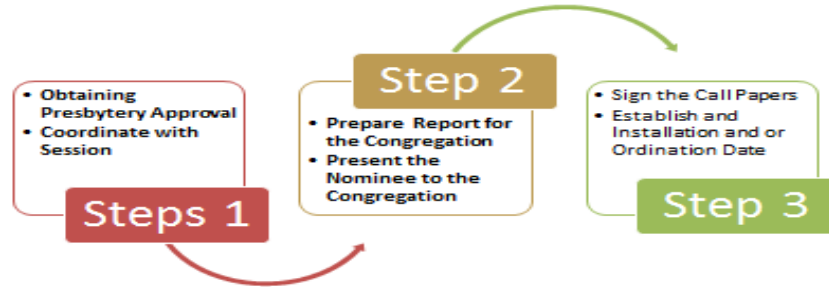 • Obtaining
Presbytery Approval
• Coordinate with
Session
Steps 1
Step 2
• Prepare Report for
the Congregation
• Present the
Nominee to the
Congregation
• Sign the Call Papers
• Establish and
Installation and or
Ordination Date
Step 3